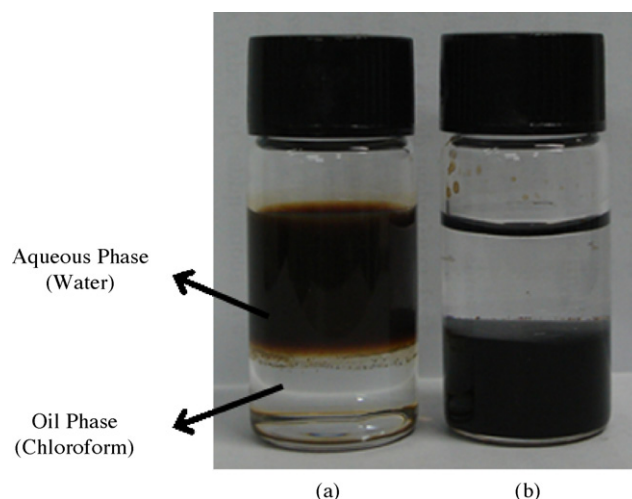 Aqueous Phase
(Water)
Oil Phase
(Chloroform)
(a)
(b)